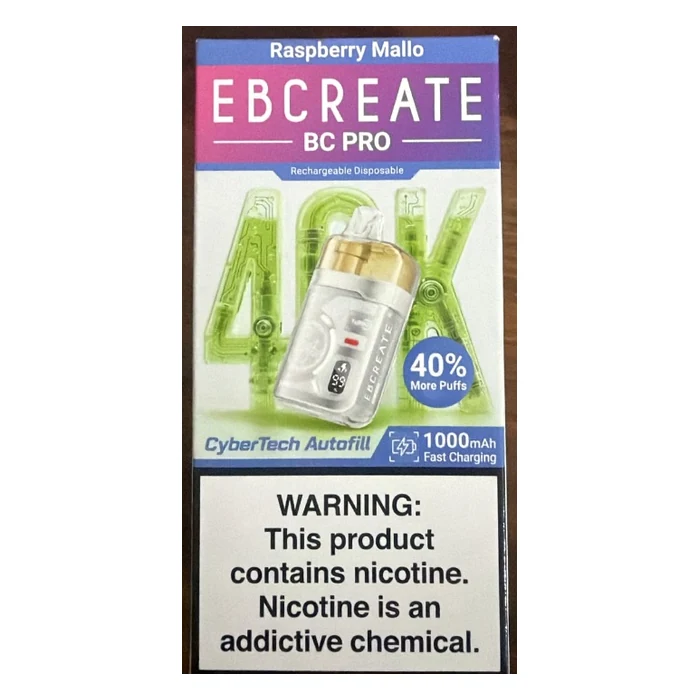 Raspberry Mallo
EBCREATE
BC PRO
Rechargeable Disposable
40K
EBCREATE
99
40%
More Puffs
CyberTech Autofill
1000mAh
Fast Charging
WARNING:
This product
contains nicotine.
Nicotine is an
addictive chemical.